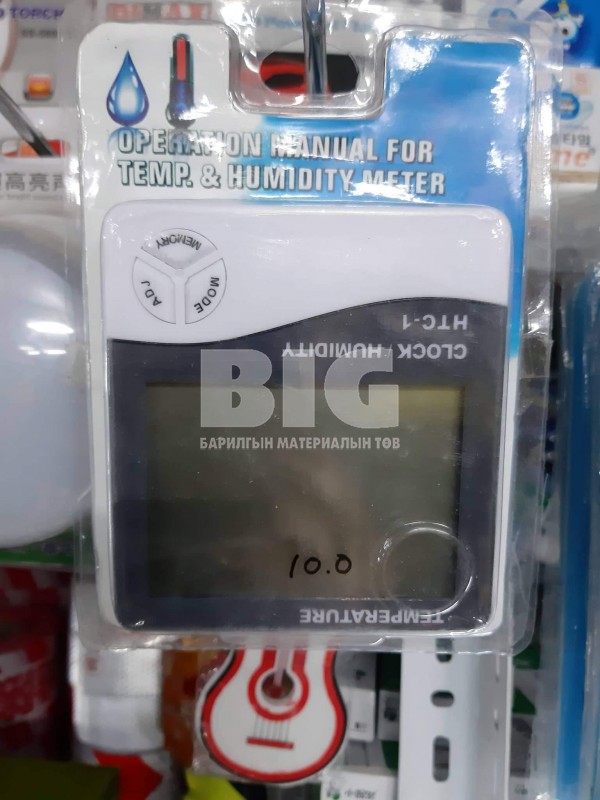 TORCH
OPERATION MANUAL FOR
TEMP. & HUMIDITY METER
MEMORY
ADJ
MODE
HTC-1
CLOCK / HUMIDITY
BIG
БАРИЛГЫН МАТЕРИАЛЫН ТӨВ
10.0
TEMPERATURE